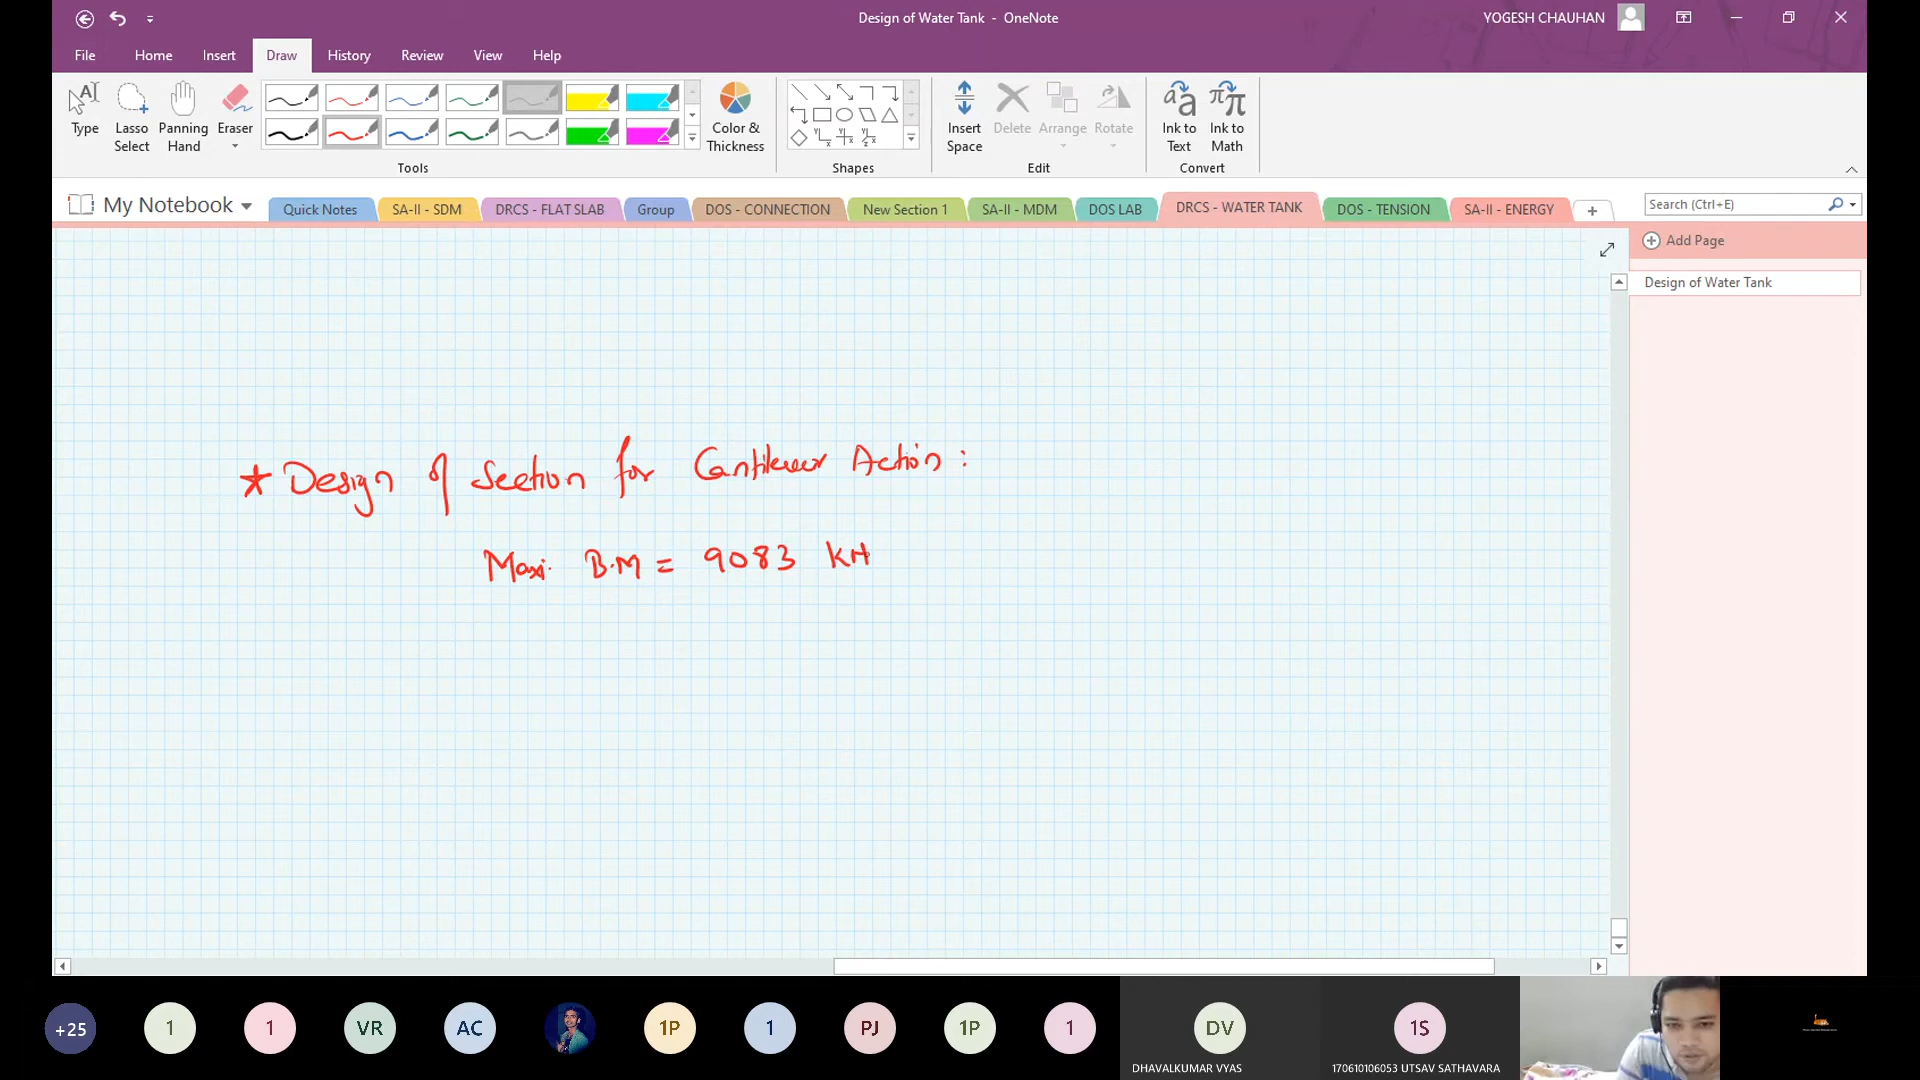 Design of Water Tank - OneNote
YOGESH CHAUHAN
File Home Insert Draw History Review View Help
Type
Lasso Select
Panning Hand
Eraser
Color & Thickness
Insert Space
Delete
Arrange
Rotate
Ink to Text
Ink to Math
Tools Shapes Edit Convert
My Notebook
Quick Notes SA-II - SDM DRCS - FLAT SLAB Group DOS - CONNECTION New Section 1 SA-II - MDM DOS LAB DRCS - WATER TANK DOS - TENSION SA-II - ENERGY +
Search (Ctrl+E)
Add Page
Design of Water Tank
* Design of Section for Cantilever Action :
Maxi. B.M = 9083 kN
+25 1 1 VR AC 1P 1 PJ 1P 1 DV 1S
DHAVALKUMAR VYAS
170610106053 UTSAV SATHAVARA